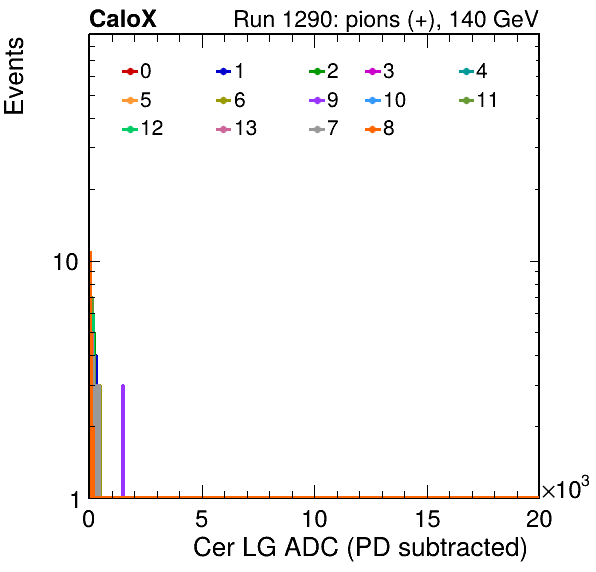 CaloX Run 1290: pions (+), 140 GeV
Events
0 1 2 3 4
5 6 9 10 11
12 13 7 8
10
1
0 5 10 15 20
×10³
Cer LG ADC (PD subtracted)